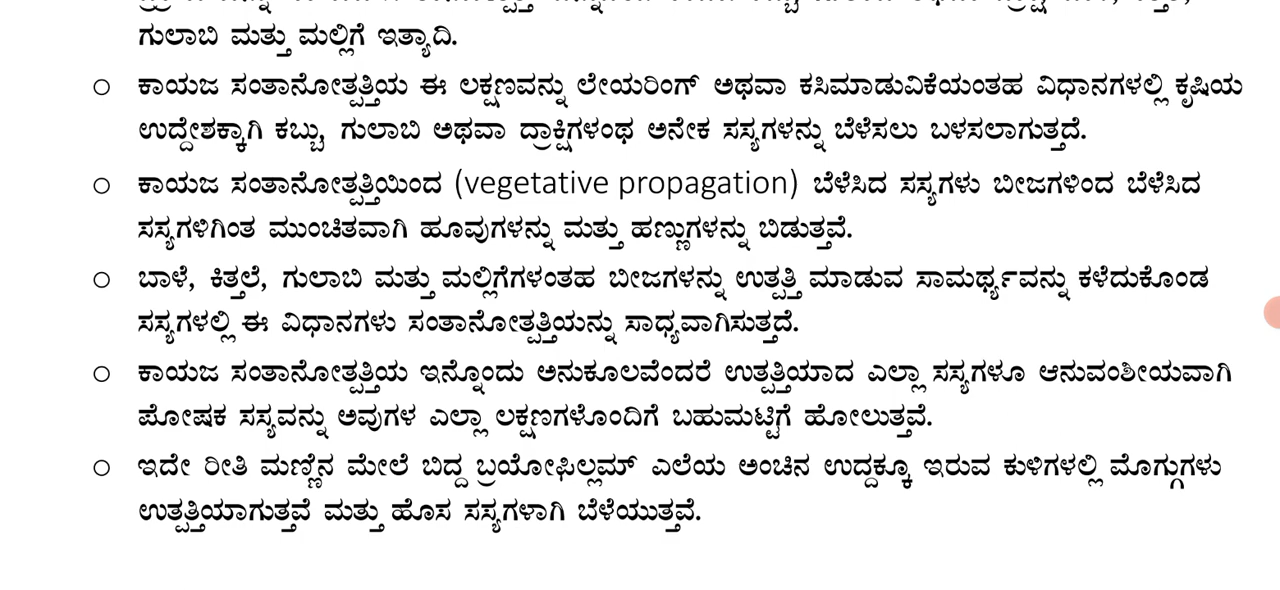 ಗುಲಾಬಿ ಮತ್ತು ಮಲ್ಲಿಗೆ ಇತ್ಯಾದಿ.
○ ಕಾಯಜ ಸಂತಾನೋತ್ಪತ್ತಿಯ ಈ ಲಕ್ಷಣವನ್ನು ಲೇಯರಿಂಗ್ ಅಥವಾ ಕಸಿಮಾಡುವಿಕೆಯಂತಹ ವಿಧಾನಗಳಲ್ಲಿ ಕೃಷಿಯ
ಉದ್ದೇಶಕ್ಕಾಗಿ ಕಬ್ಬು, ಗುಲಾಬಿ ಅಥವಾ ದ್ರಾಕ್ಷಿಗಳಂಥ ಅನೇಕ ಸಸ್ಯಗಳನ್ನು ಬೆಳೆಸಲು ಬಳಸಲಾಗುತ್ತದೆ.
○ ಕಾಯಜ ಸಂತಾನೋತ್ಪತ್ತಿಯಿಂದ (vegetative propagation) ಬೆಳೆಸಿದ ಸಸ್ಯಗಳು ಬೀಜಗಳಿಂದ ಬೆಳೆಸಿದ
ಸಸ್ಯಗಳಿಗಿಂತ ಮುಂಚಿತವಾಗಿ ಹೂವುಗಳನ್ನು ಮತ್ತು ಹಣ್ಣುಗಳನ್ನು ಬಿಡುತ್ತವೆ.
○ ಬಾಳೆ, ಕಿತ್ತಲೆ, ಗುಲಾಬಿ ಮತ್ತು ಮಲ್ಲಿಗೆಗಳಂತಹ ಬೀಜಗಳನ್ನು ಉತ್ಪತ್ತಿ ಮಾಡುವ ಸಾಮರ್ಥ್ಯವನ್ನು ಕಳೆದುಕೊಂಡ
ಸಸ್ಯಗಳಲ್ಲಿ ಈ ವಿಧಾನಗಳು ಸಂತಾನೋತ್ಪತ್ತಿಯನ್ನು ಸಾಧ್ಯವಾಗಿಸುತ್ತದೆ.
○ ಕಾಯಜ ಸಂತಾನೋತ್ಪತ್ತಿಯ ಇನ್ನೊಂದು ಅನುಕೂಲವೆಂದರೆ ಉತ್ಪತ್ತಿಯಾದ ಎಲ್ಲಾ ಸಸ್ಯಗಳೂ ಆನುವಂಶೀಯವಾಗಿ
ಪೋಷಕ ಸಸ್ಯವನ್ನು ಅವುಗಳ ಎಲ್ಲಾ ಲಕ್ಷಣಗಳೊಂದಿಗೆ ಬಹುಮಟ್ಟಿಗೆ ಹೋಲುತ್ತವೆ.
○ ಇದೇ ರೀತಿ ಮಣ್ಣಿನ ಮೇಲೆ ಬಿದ್ದ ಬ್ರಯೋಫಿಲ್ಲಮ್ ಎಲೆಯ ಅಂಚಿನ ಉದ್ದಕ್ಕೂ ಇರುವ ಕುಳಿಗಳಲ್ಲಿ ಮೊಗ್ಗುಗಳು
ಉತ್ಪತ್ತಿಯಾಗುತ್ತವೆ ಮತ್ತು ಹೊಸ ಸಸ್ಯಗಳಾಗಿ ಬೆಳೆಯುತ್ತವೆ.